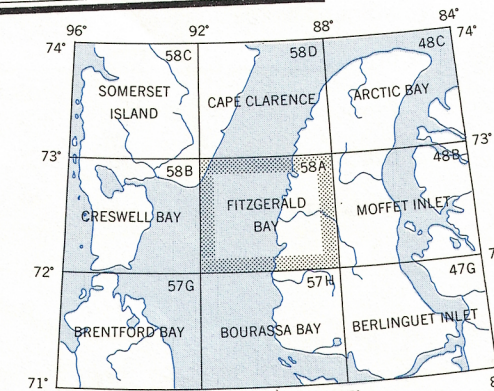 96° 92° 88° 84°
74° 58C 58D 48C 74°
SOMERSET
ISLAND
CAPE CLARENCE
ARCTIC BAY
73° 58B 58A 48B 73°
CRESWELL BAY
FITZGERALD
BAY
MOFFET INLET
72° 57G 57H 47G
BRENTFORD BAY
BOURASSA BAY
BERLINGUET INLET
71°